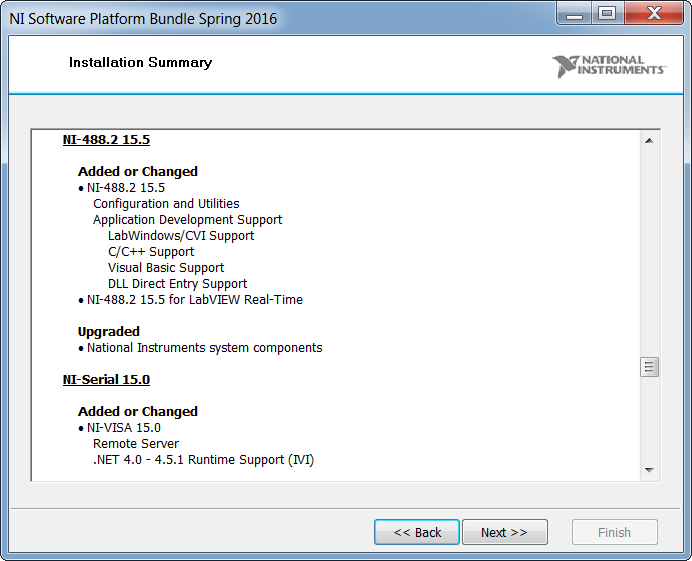 NI Software Platform Bundle Spring 2016
Installation Summary
NATIONAL
INSTRUMENTS
NI-488.2 15.5
Added or Changed
• NI-488.2 15.5
Configuration and Utilities
Application Development Support
LabWindows/CVI Support
C/C++ Support
Visual Basic Support
DLL Direct Entry Support
• NI-488.2 15.5 for LabVIEW Real-Time
Upgraded
• National Instruments system components
NI-Serial 15.0
Added or Changed
• NI-VISA 15.0
Remote Server
.NET 4.0 - 4.5.1 Runtime Support (IVI)
<< Back Next >> Finish